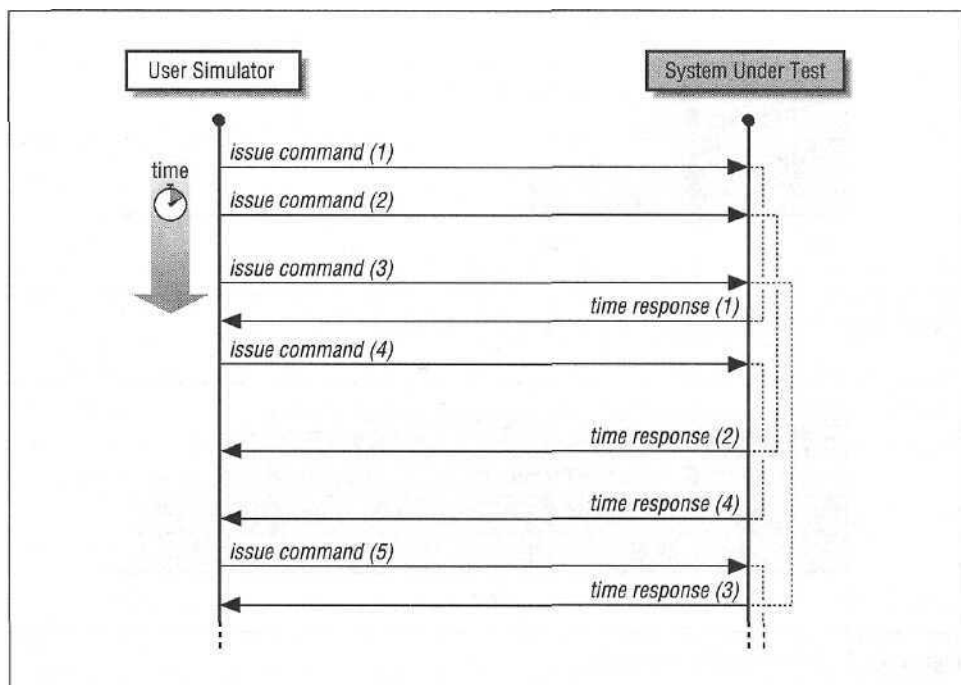 User Simulator
System Under Test
time
issue command (1)
issue command (2)
issue command (3)
time response (1)
issue command (4)
time response (2)
time response (4)
issue command (5)
time response (3)